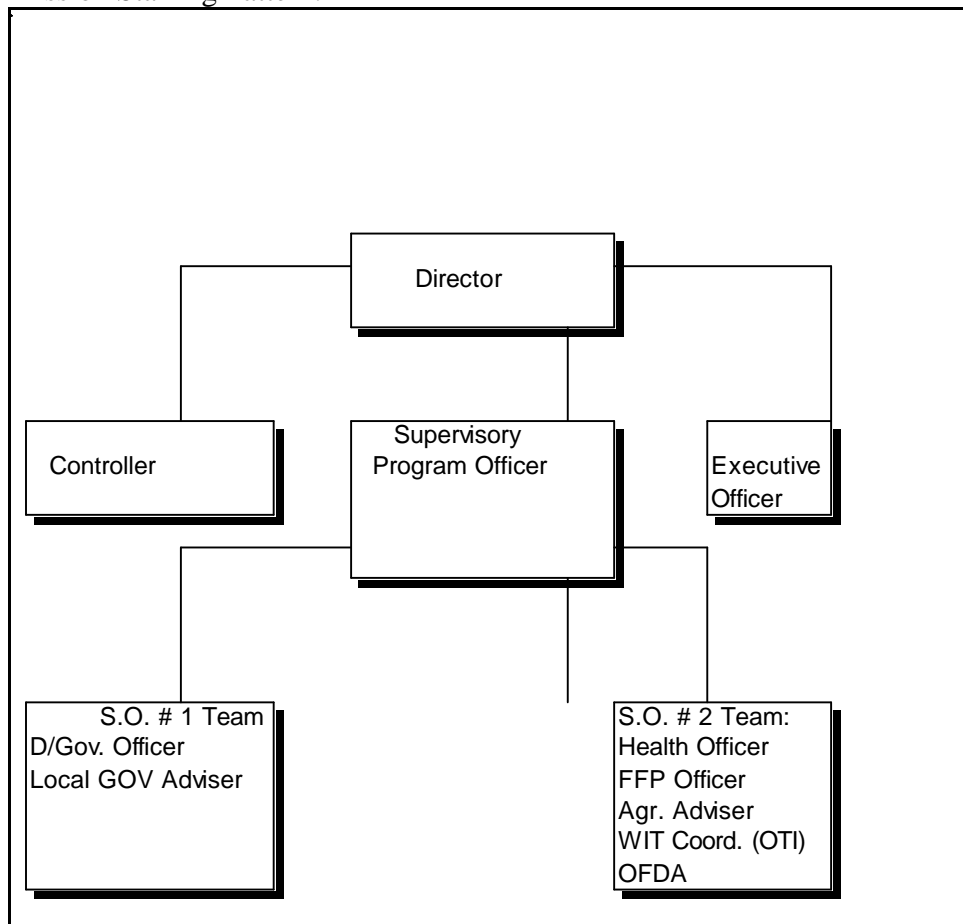 Director
Controller
Supervisory
Program Officer
Executive
Officer
S.O. # 1 Team
D/Gov. Officer
Local GOV Adviser
S.O. # 2 Team:
Health Officer
FFP Officer
Agr. Adviser
WIT Coord. (OTI)
OFDA